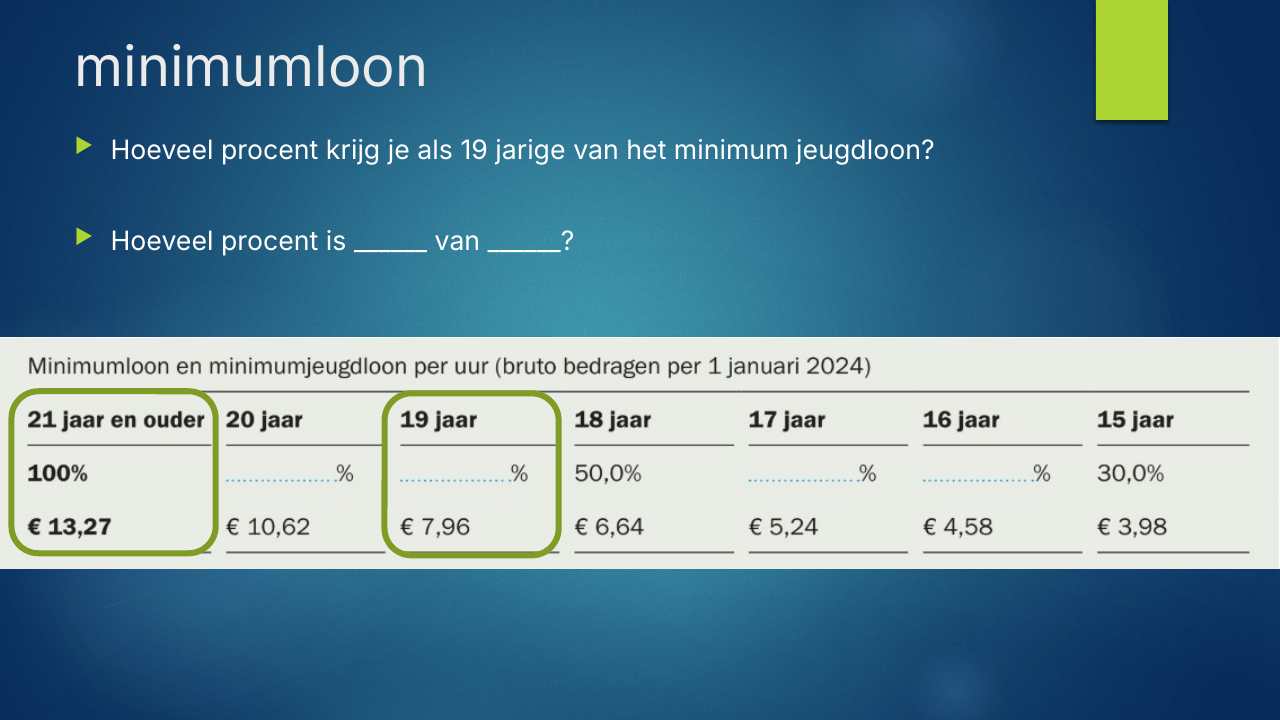 minimumloon
Hoeveel procent krijg je als 19 jarige van het minimum jeugdloon?
Hoeveel procent is _____ van _____?
Minimumloon en minimumjeugdloon per uur (bruto bedragen per 1 januari 2024)
21 jaar en ouder 20 jaar 19 jaar 18 jaar 17 jaar 16 jaar 15 jaar
100% ....................% ....................% 50,0% ....................% ....................% 30,0%
€ 13,27 € 10,62 € 7,96 € 6,64 € 5,24 € 4,58 € 3,98